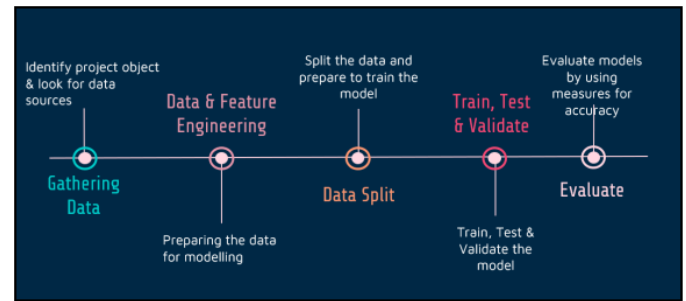 Identify project object
& look for data
sources
Gathering
Data
Data & Feature
Engineering
Preparing the data
for modelling
Split the data and
prepare to train the
model
Data Split
Train, Test
& Validate
Train, Test &
Validate the
model
Evaluate models
by using
measures for
accuracy
Evaluate